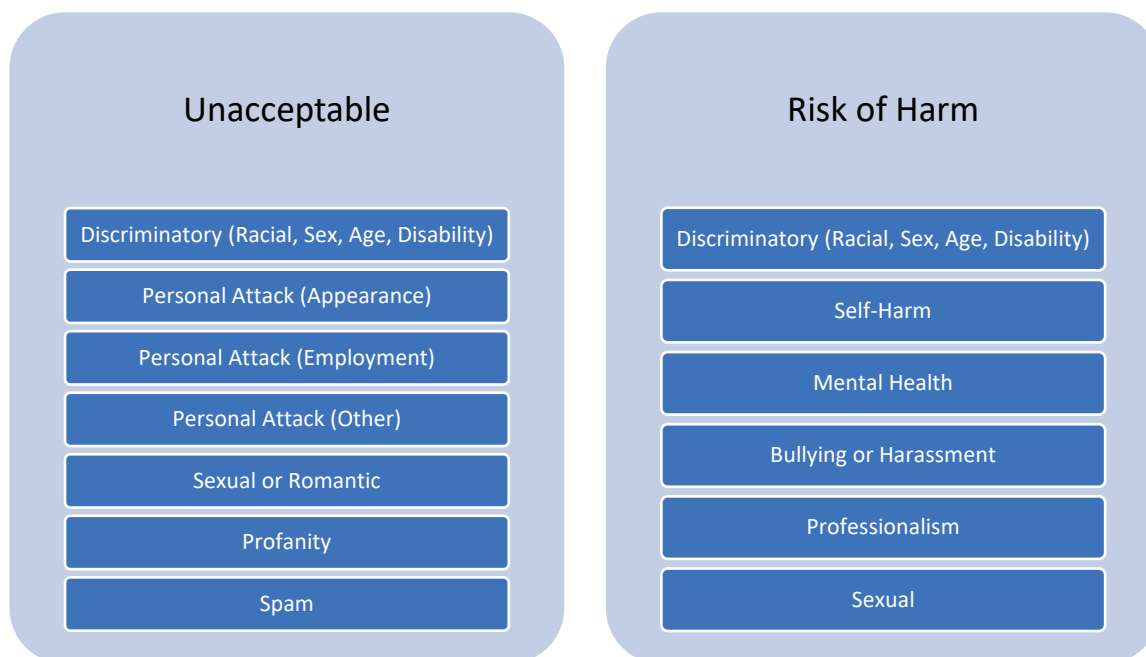 Unacceptable
Discriminatory (Racial, Sex, Age, Disability)
Personal Attack (Appearance)
Personal Attack (Employment)
Personal Attack (Other)
Sexual or Romantic
Profanity
Spam
Risk of Harm
Discriminatory (Racial, Sex, Age, Disability)
Self-Harm
Mental Health
Bullying or Harassment
Professionalism
Sexual